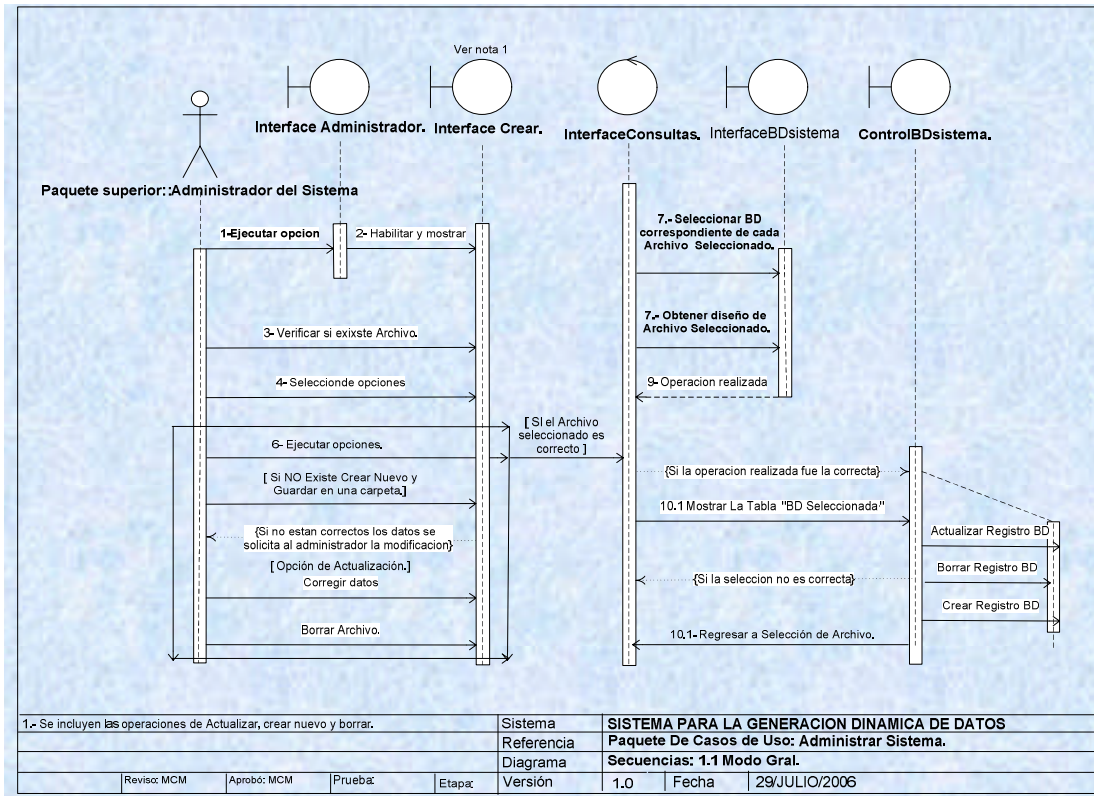 Ver nota 1
Interface Administrador.
Interface Crear.
InterfaceConsultas.
InterfaceBDsistema
ControlBDsistema.
Paquete superior::Administrador del Sistema
1-Ejecutar opcion
2- Habilitar y mostrar
7.- Seleccionar BD
correspondiente de cada
Archivo Seleccionado.
3- Verificar si exixste Archivo.
7.- Obtener diseño de
Archivo Seleccionado.
4- Seleccionde opciones
9- Operacion realizada
[ SI el Archivo
seleccionado es
correcto ]
6- Ejecutar opciones.
{Si la operacion realizada fue la correcta}
[ Si NO Existe Crear Nuevo y
Guardar en una carpeta.]
10.1 Mostrar La Tabla "BD Seleccionada"
{Si no estan correctos los datos se
solicita al administrador la modificacion}
Actualizar Registro BD
[Opción de Actualización.]
Corregir datos
{Si la seleccion no es correcta}
Borrar Registro BD
Crear Registro BD
Borrar Archivo.
10.1- Regresar a Selección de Archivo.
1.- Se incluyen las operaciones de Actualizar, crear nuevo y borrar.
Sistema
SISTEMA PARA LA GENERACION DINAMICA DE DATOS
Referencia
Paquete De Casos de Uso: Administrar Sistema.
Diagrama
Secuencias: 1.1 Modo Gral.
Reviso: MCM
Aprobó: MCM
Prueba:
Etapa:
Versión
1.0
Fecha
29/JULIO/2006